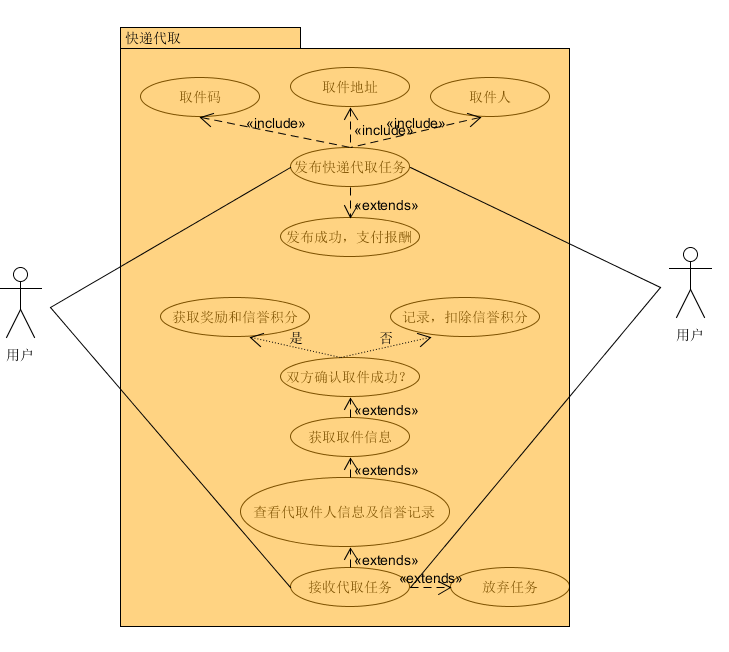 快递代取
取件码
取件地址
取件人
«include»
«include»
«include»
发布快递代取任务
«extends»
发布成功，支付报酬
用户
用户
获取奖励和信誉积分
记录，扣除信誉积分
是
否
双方确认取件成功？
«extends»
获取取件信息
«extends»
查看代取件人信息及信誉记录
«extends»
接收代取任务
«extends»
放弃任务